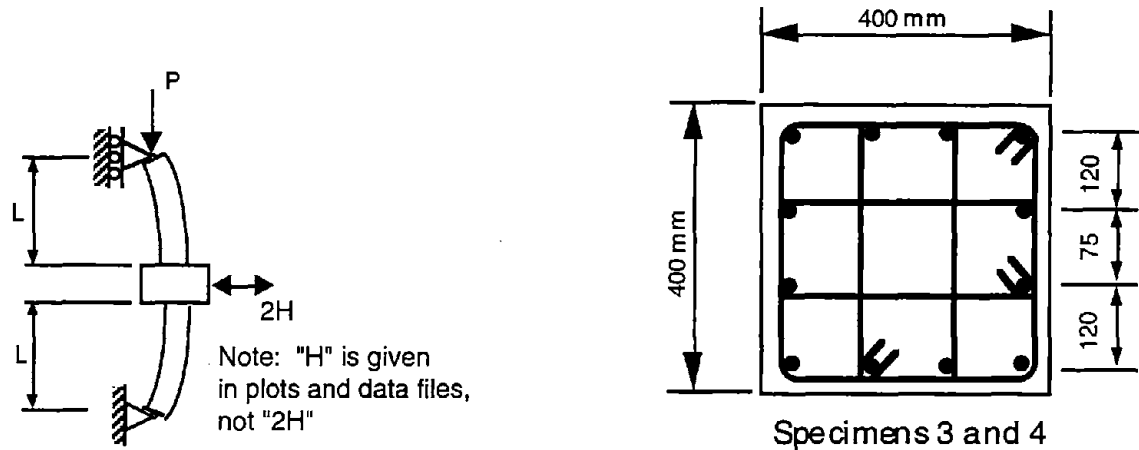 P
L
L
2H
Note: "H" is given
in plots and data files,
not "2H"
400 mm
400 mm
120
75
120
Specimens 3 and 4